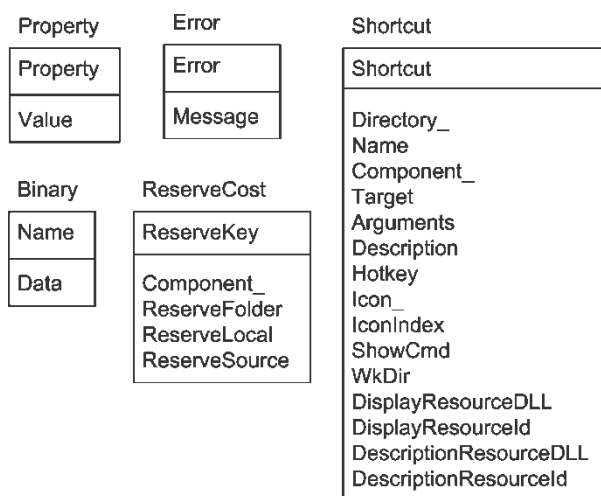 Property
Property
Value
Error
Error
Message
Shortcut
Shortcut
Directory_
Name
Component_
Target
Arguments
Description
Hotkey
Icon_
IconIndex
ShowCmd
WkDir
DisplayResourceDLL
DisplayResourceId
DescriptionResourceDLL
DescriptionResourceId
Binary
Name
Data
ReserveCost
ReserveKey
Component_
ReserveFolder
ReserveLocal
ReserveSource